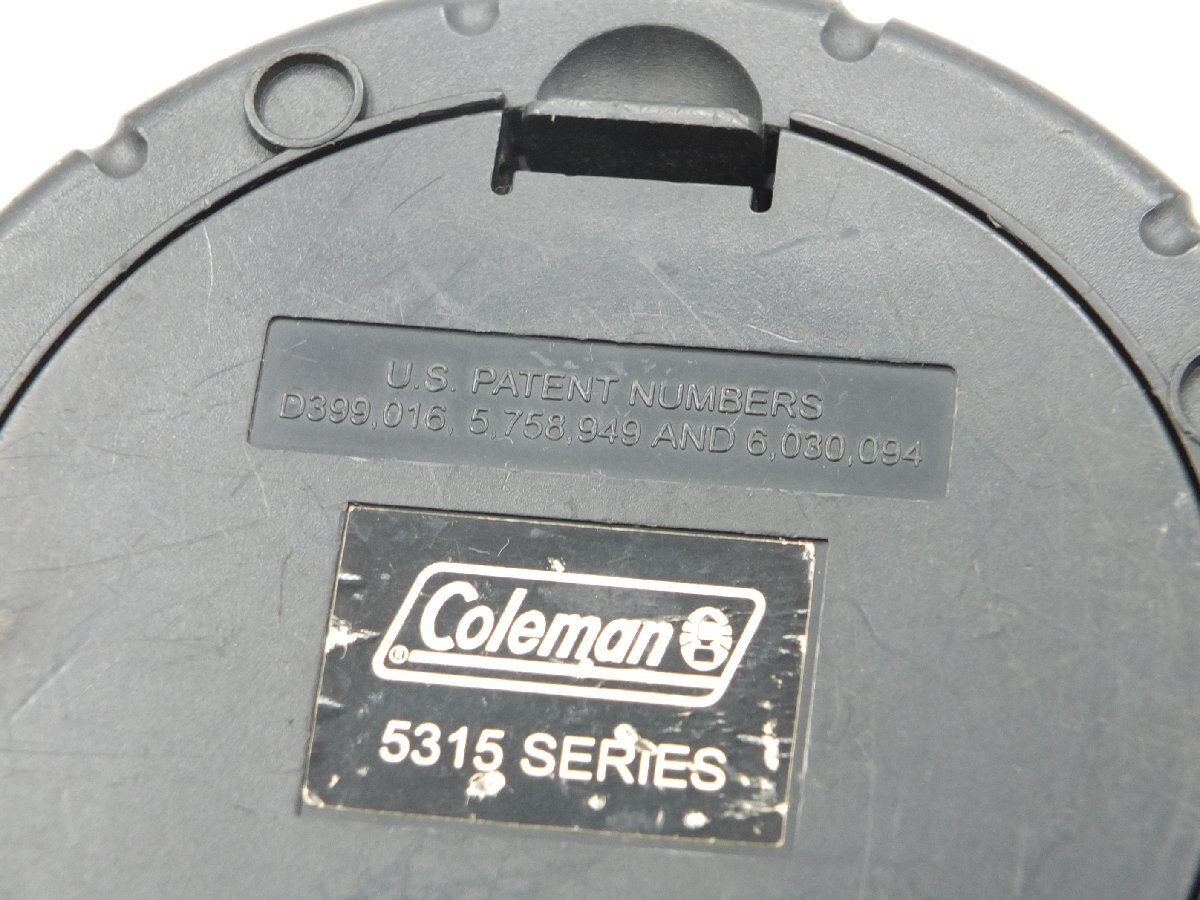 U.S. PATENT NUMBERS
D399,016, 5,758,949 AND 6,030,094
Coleman
®
5315 SERIES